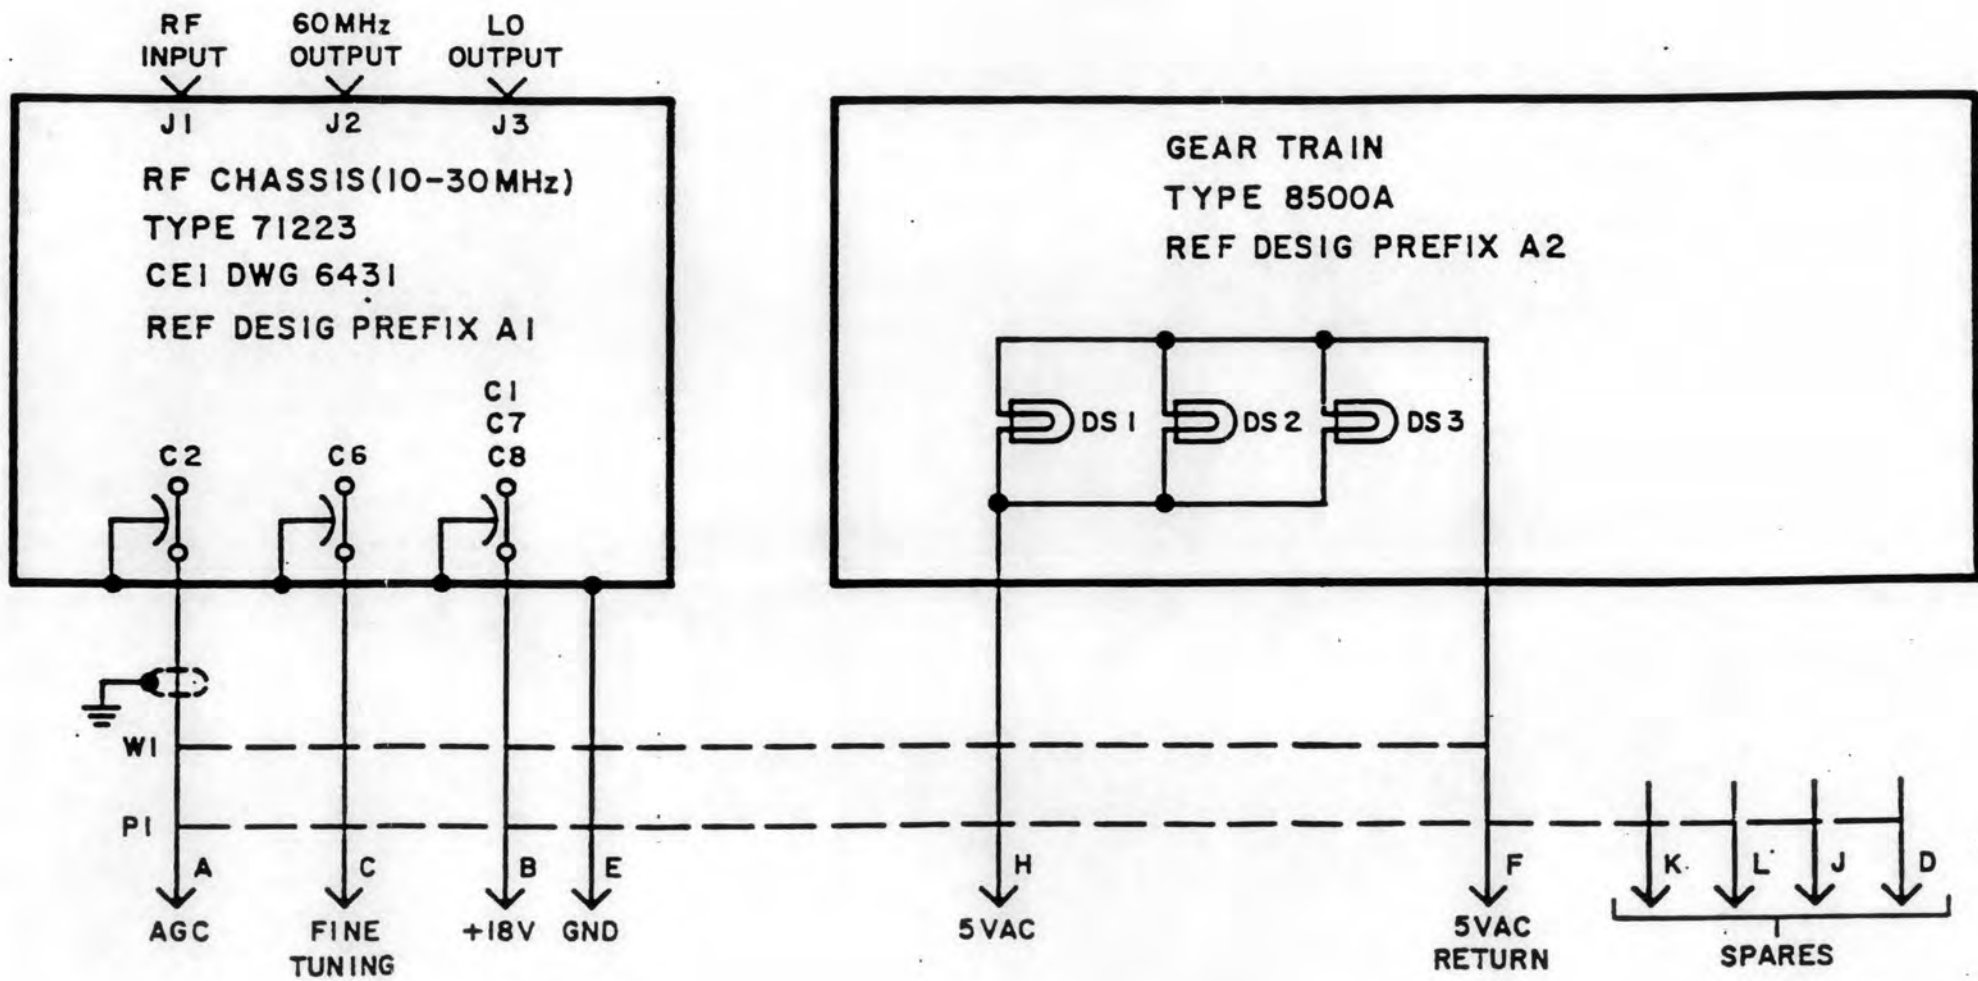 RF
INPUT
60MHz
OUTPUT
LO
OUTPUT
J1
J2
J3
RF CHASSIS(10-30MHz)
TYPE 71223
CEI DWG 6431
REF DESIG PREFIX A1
C2
C6
C1
C7
C8
GEAR TRAIN
TYPE 8500A
REF DESIG PREFIX A2
DS1
DS2
DS3
W1
P1
A
C
B
E
H
F
K
L
J
D
AGC
FINE
TUNING
+18V
GND
5VAC
5VAC
RETURN
SPARES